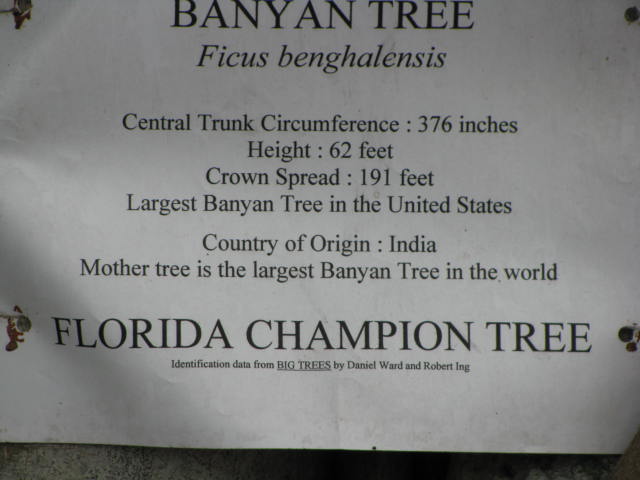 BANYAN TREE
Ficus benghalensis
Central Trunk Circumference : 376 inches
Height : 62 feet
Crown Spread : 191 feet
Largest Banyan Tree in the United States
Country of Origin : India
Mother tree is the largest Banyan Tree in the world
FLORIDA CHAMPION TREE
Identification data from BIG TREES by Daniel Ward and Robert Ing